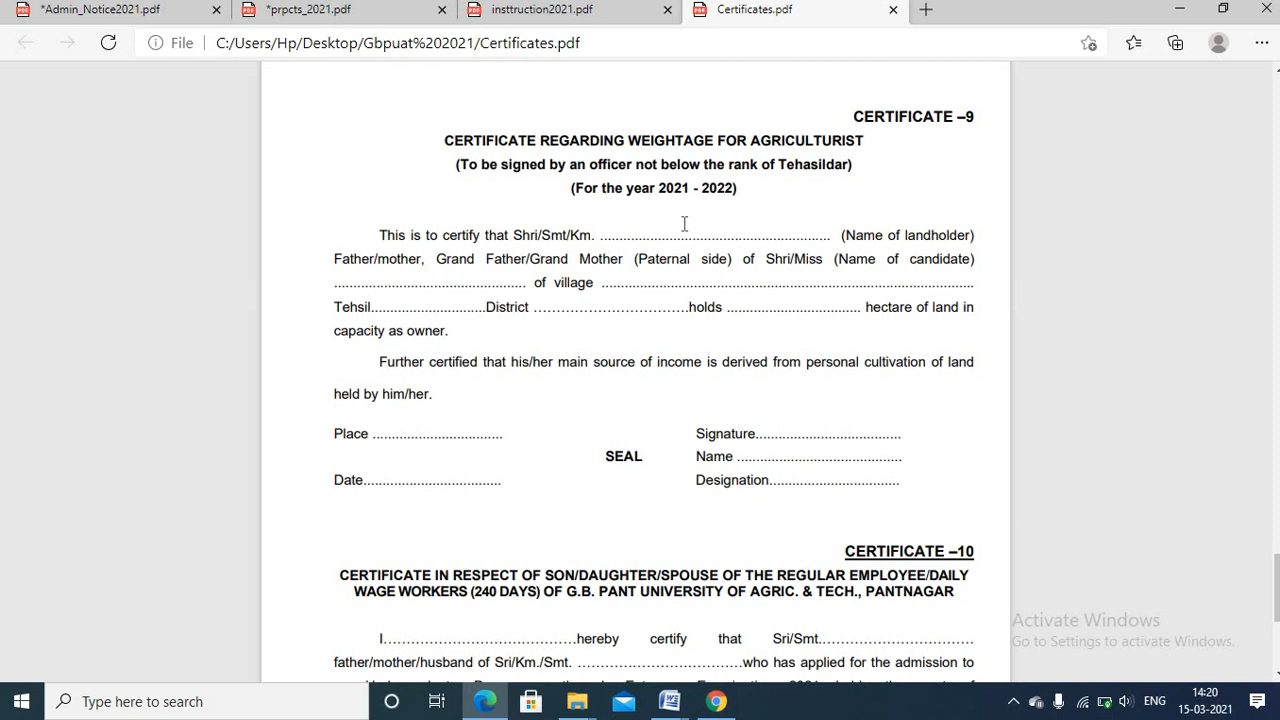 *Admin_Notice2021.pdf
*prpcts_2021.pdf
insttruction2021.pdf
Certificates.pdf
File C:/Users/Hp/Desktop/Gbpuat%202021/Certificates.pdf
CERTIFICATE –9
CERTIFICATE REGARDING WEIGHTAGE FOR AGRICULTURIST
(To be signed by an officer not below the rank of Tehasildar)
(For the year 2021 - 2022)
This is to certify that Shri/Smt/Km. ............................................................ (Name of landholder)
Father/mother, Grand Father/Grand Mother (Paternal side) of Shri/Miss (Name of candidate)
.................................................. of village .................................................................................................
Tehsil..............................District …………………………….holds ................................... hectare of land in
capacity as owner.
Further certified that his/her main source of income is derived from personal cultivation of land
held by him/her.
Place .................................. Signature......................................
SEAL Name ...........................................
Date.................................... Designation..................................
CERTIFICATE –10
CERTIFICATE IN RESPECT OF SON/DAUGHTER/SPOUSE OF THE REGULAR EMPLOYEE/DAILY
WAGE WORKERS (240 DAYS) OF G.B. PANT UNIVERSITY OF AGRIC. & TECH., PANTNAGAR
I…………………………………hereby certify that Sri/Smt.…………………………
father/mother/husband of Sri/Km./Smt. ……………………………who has applied for the admission to
Activate Windows
Go to Settings to activate Windows.
Type here to search
ENG
14:20
15-03-2021